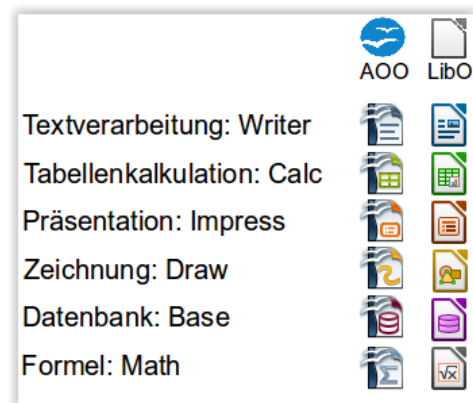 AOO LibO
Textverarbeitung: Writer
Tabellenkalkulation: Calc
Präsentation: Impress
Zeichnung: Draw
Datenbank: Base
Formel: Math